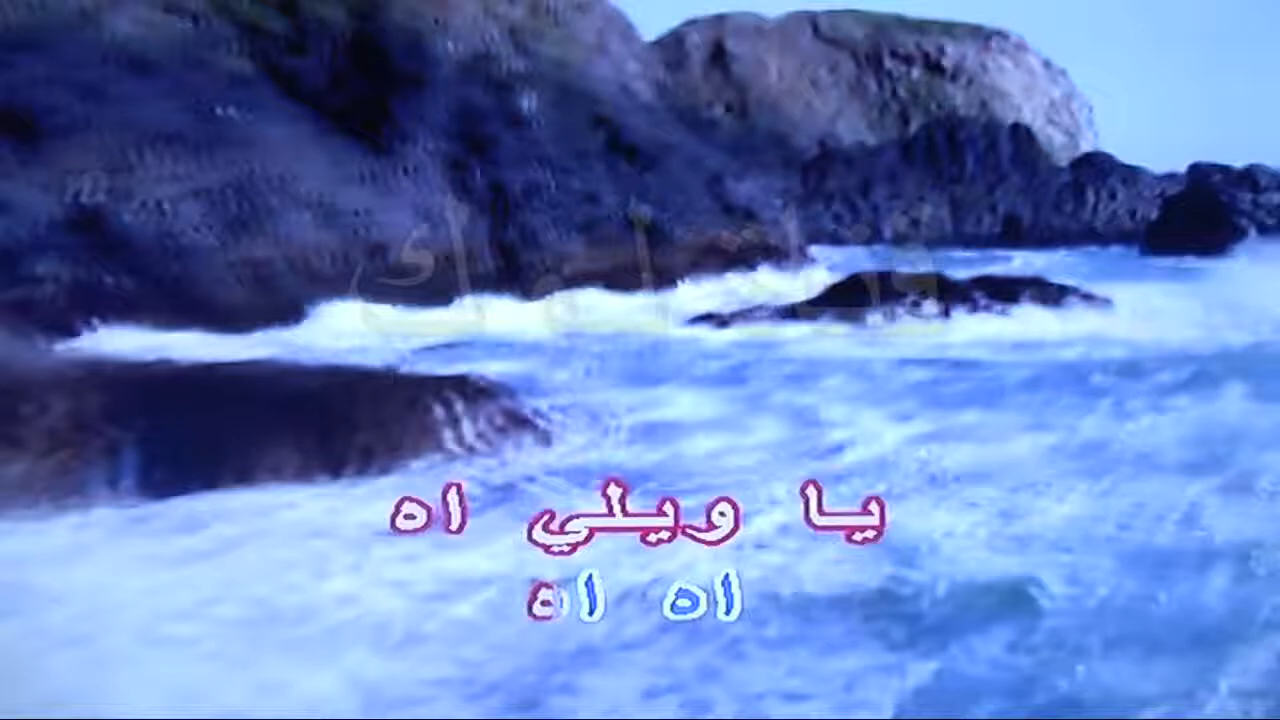 يا ويلي اه
اه اه